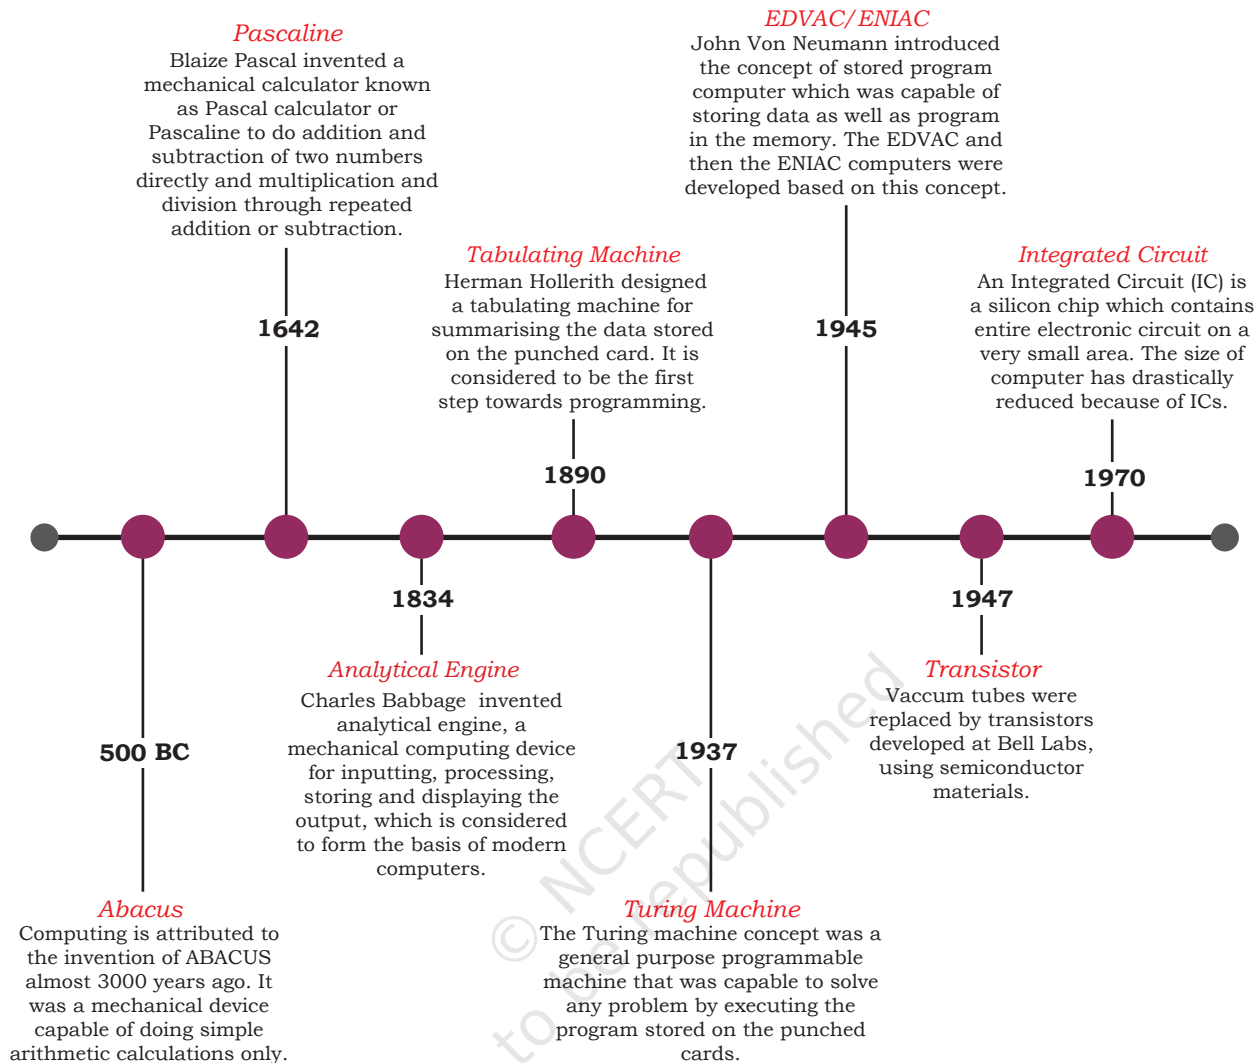 Pascaline
Blaize Pascal invented a
mechanical calculator known
as Pascal calculator or
Pascaline to do addition and
subtraction of two numbers
directly and multiplication and
division through repeated
addition or subtraction.
1642
EDVAC/ENIAC
John Von Neumann introduced
the concept of stored program
computer which was capable of
storing data as well as program
in the memory. The EDVAC and
then the ENIAC computers were
developed based on this concept.
1945
Tabulating Machine
Herman Hollerith designed
a tabulating machine for
summarising the data stored
on the punched card. It is
considered to be the first
step towards programming.
1890
Integrated Circuit
An Integrated Circuit (IC) is
a silicon chip which contains
entire electronic circuit on a
very small area. The size of
computer has drastically
reduced because of ICs.
1970
500 BC
Abacus
Computing is attributed to
the invention of ABACUS
almost 3000 years ago. It
was a mechanical device
capable of doing simple
arithmetic calculations only.
1834
Analytical Engine
Charles Babbage invented
analytical engine, a
mechanical computing device
for inputting, processing,
storing and displaying the
output, which is considered
to form the basis of modern
computers.
1937
Turing Machine
The Turing machine concept was a
general purpose programmable
machine that was capable to solve
any problem by executing the
program stored on the punched
cards.
1947
Transistor
Vaccum tubes were
replaced by transistors
developed at Bell Labs,
using semiconductor
materials.
© NCERT
to be republished